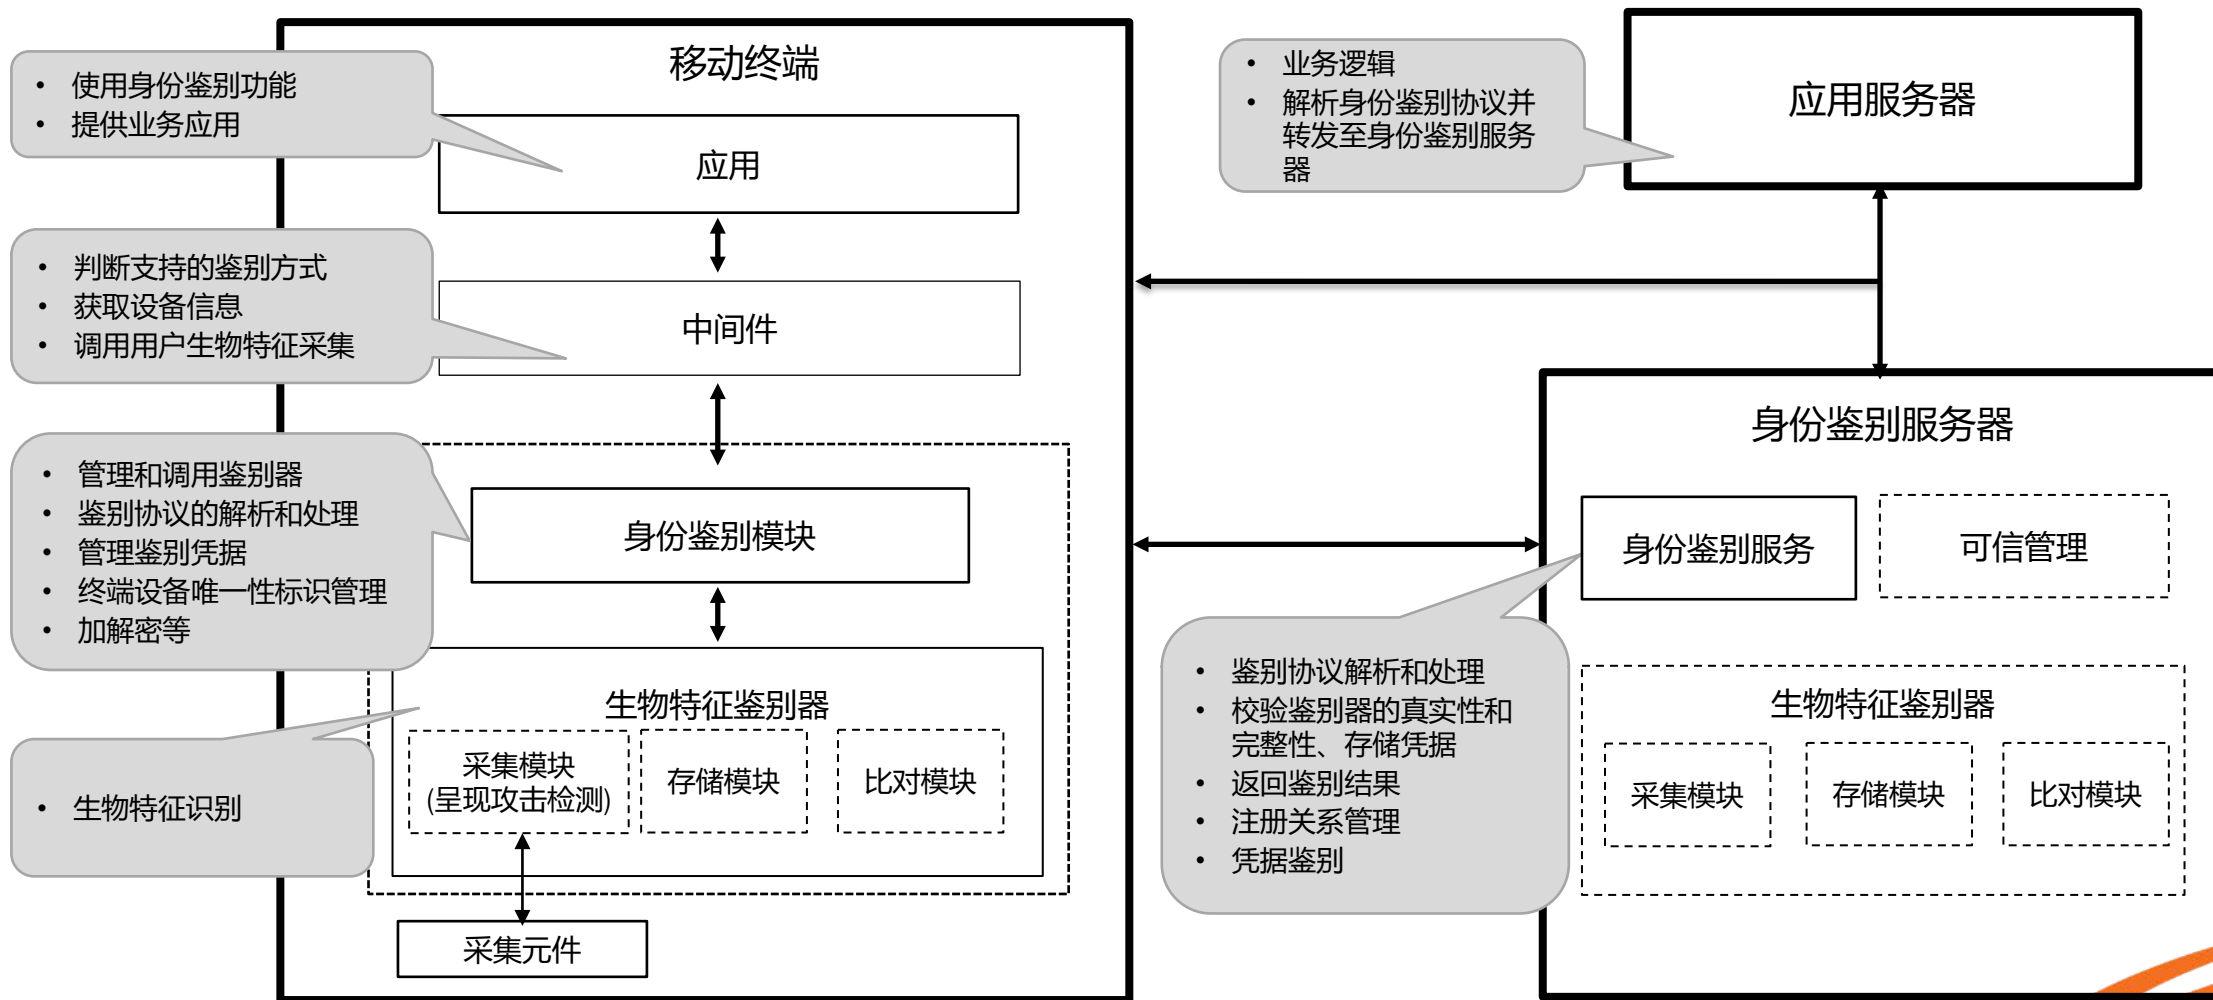 移动终端
• 使用身份鉴别功能
• 提供业务应用
应用
• 判断支持的鉴别方式
• 获取设备信息
• 调用用户生物特征采集
中间件
• 管理和调用鉴别器
• 鉴别协议的解析和处理
• 管理鉴别凭据
• 终端设备唯一性标识管理
• 加解密等
身份鉴别模块
生物特征鉴别器
采集模块
(呈现攻击检测)
存储模块
比对模块
• 生物特征识别
采集元件
• 业务逻辑
• 解析身份鉴别协议并
转发至身份鉴别服务
器
应用服务器
身份鉴别服务器
身份鉴别服务
可信管理
• 鉴别协议解析和处理
• 校验鉴别器的真实性和
完整性、存储凭据
• 返回鉴别结果
• 注册关系管理
• 凭据鉴别
生物特征鉴别器
采集模块
存储模块
比对模块